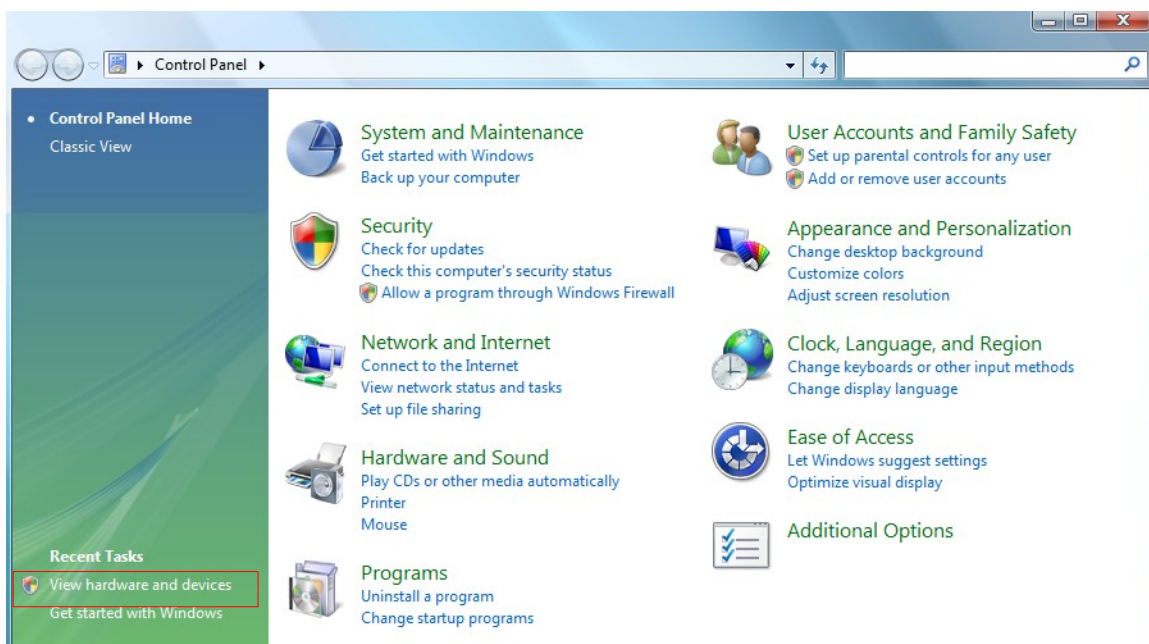 Control Panel
Control Panel Home
Classic View
Recent Tasks
View hardware and devices
Get started with Windows
System and Maintenance
Get started with Windows
Back up your computer
Security
Check for updates
Check this computer's security status
Allow a program through Windows Firewall
Network and Internet
Connect to the Internet
View network status and tasks
Set up file sharing
Hardware and Sound
Play CDs or other media automatically
Printer
Mouse
Programs
Uninstall a program
Change startup programs
User Accounts and Family Safety
Set up parental controls for any user
Add or remove user accounts
Appearance and Personalization
Change desktop background
Customize colors
Adjust screen resolution
Clock, Language, and Region
Change keyboards or other input methods
Change display language
Ease of Access
Let Windows suggest settings
Optimize visual display
Additional Options